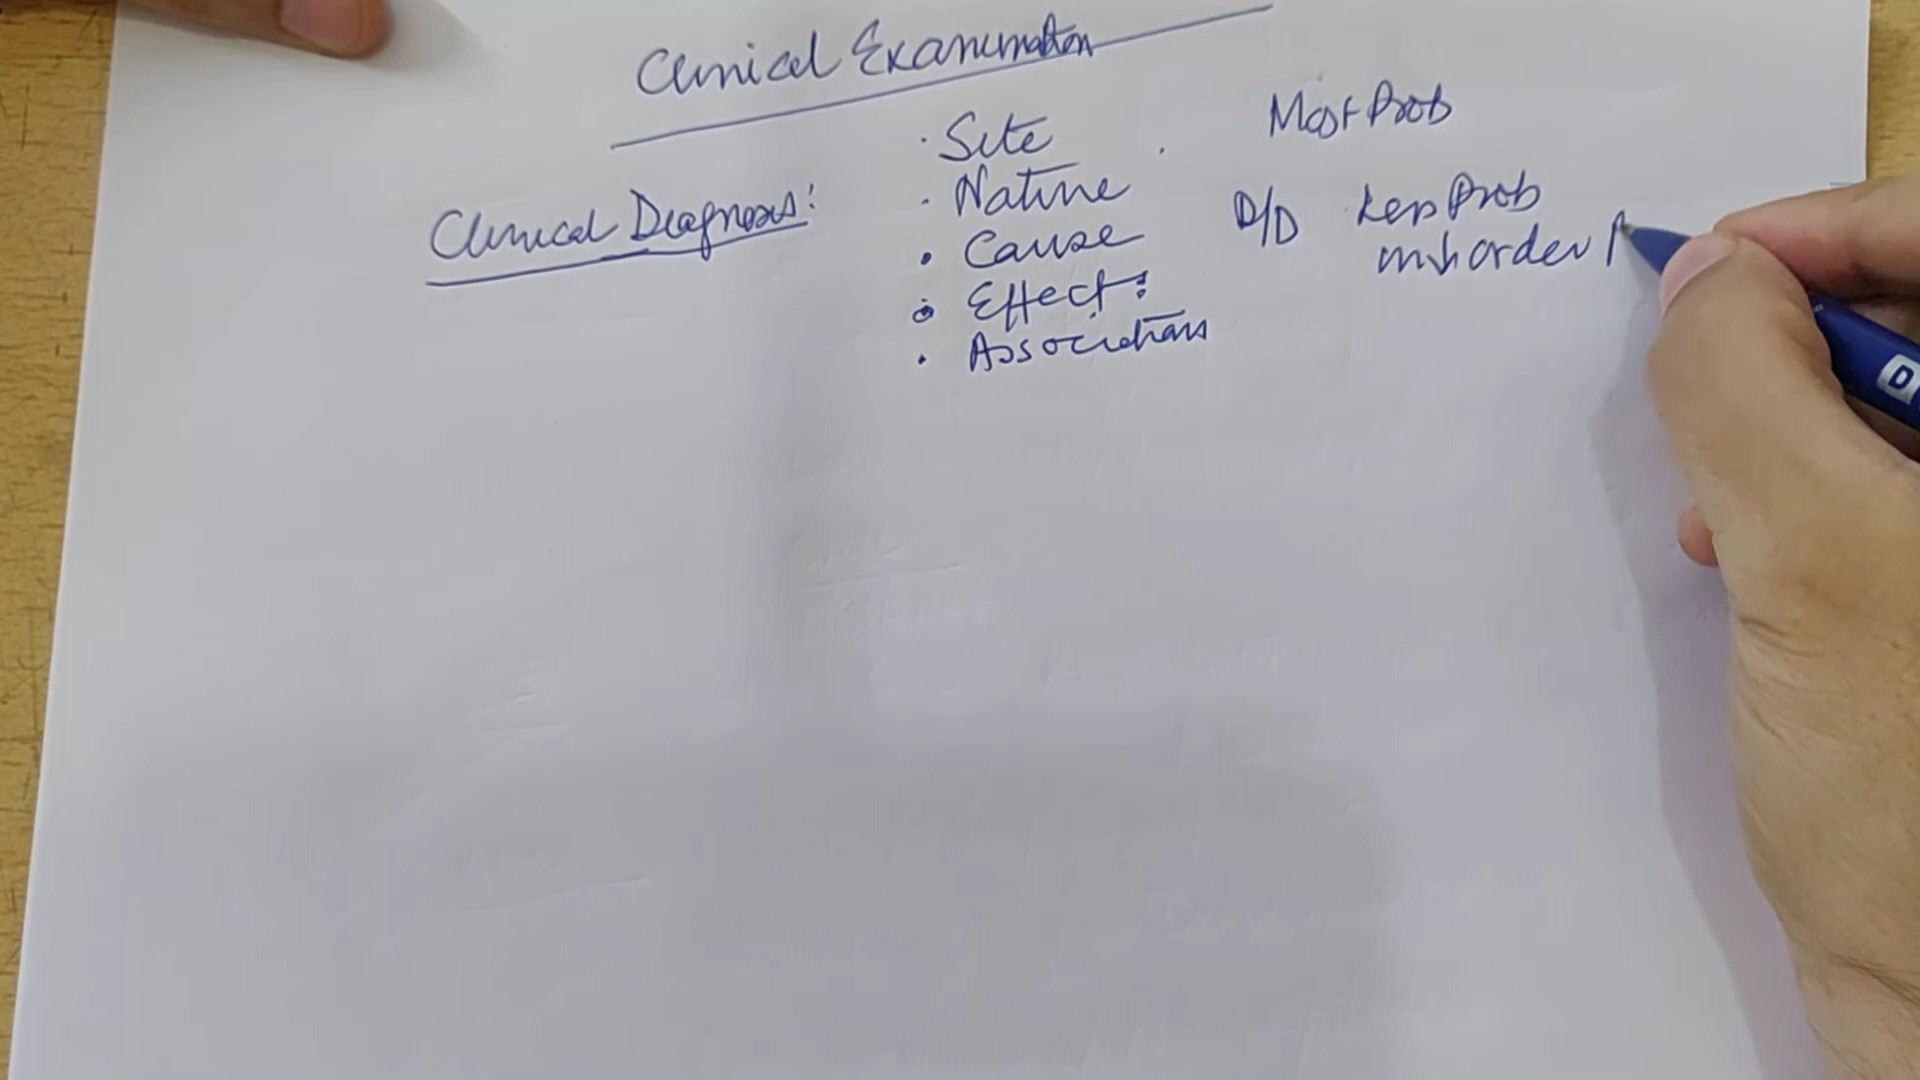 Clinical Examination
Clinical Diagnosis:
· Site
· Nature
· Cause
· Effect:
· Associations
Most Prob
D/D Less Prob
in order
D